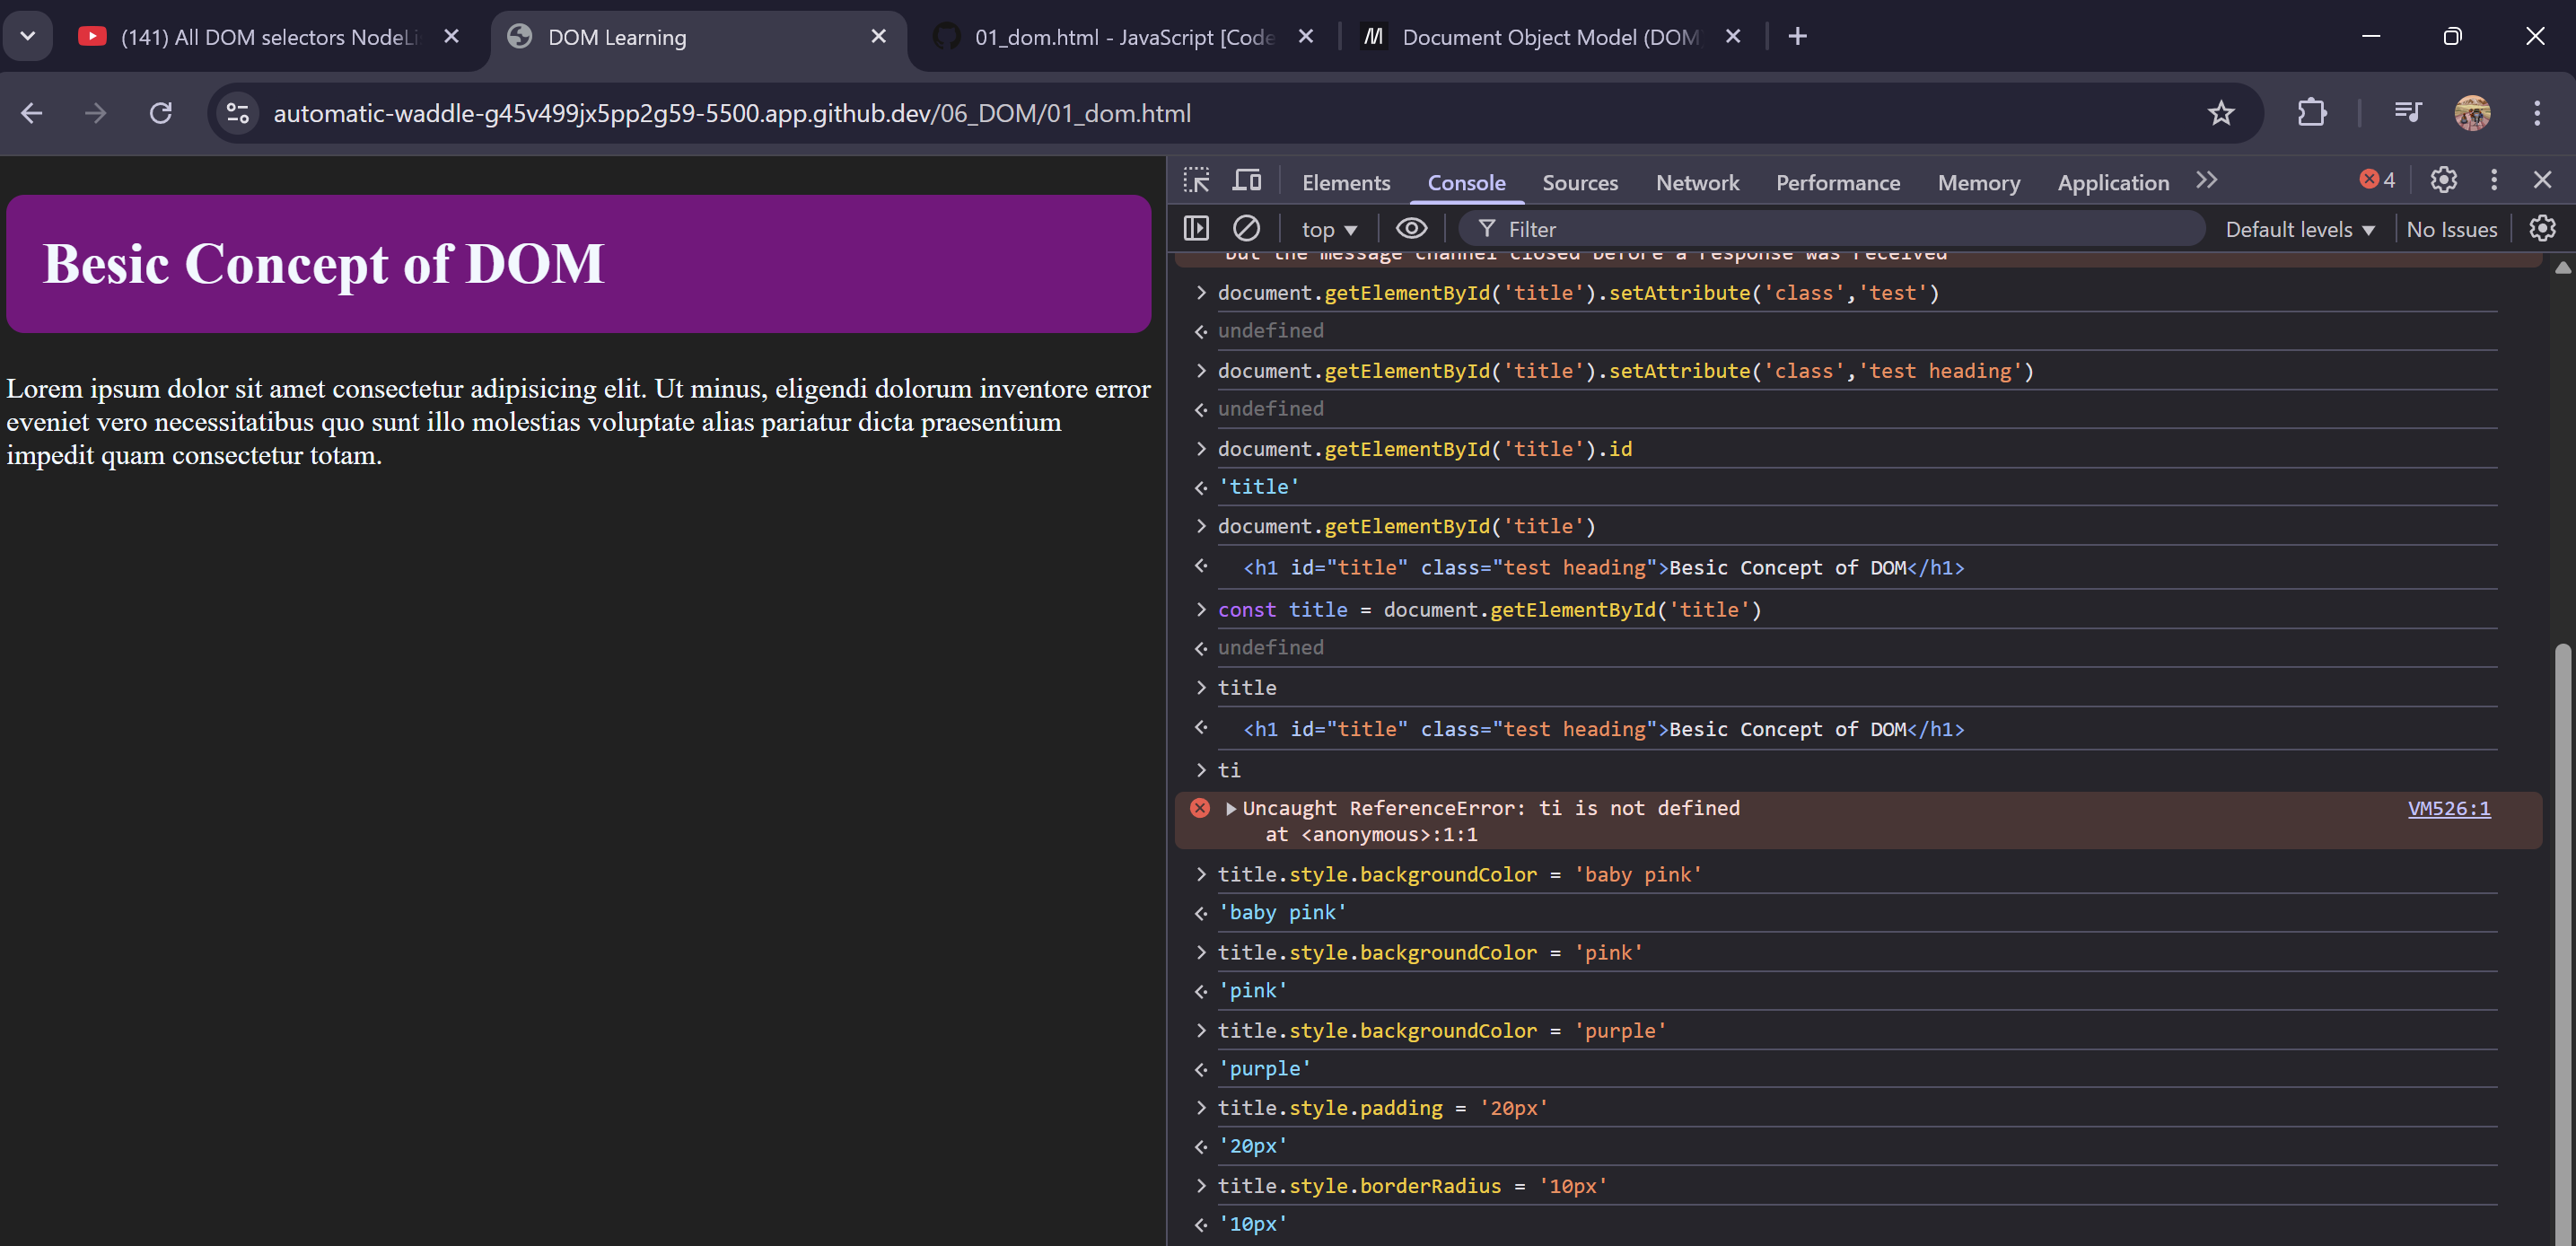 (141) All DOM selectors NodeLi
DOM Learning
01_dom.html - JavaScript [Code
Document Object Model (DOM
automatic-waddle-g45v499jx5pp2g59-5500.app.github.dev/06_DOM/01_dom.html
Besic Concept of DOM
Lorem ipsum dolor sit amet consectetur adipisicing elit. Ut minus, eligendi dolorum inventore error
eveniet vero necessitatibus quo sunt illo molestias voluptate alias pariatur dicta praesentium
impedit quam consectetur totam.
Elements Console Sources Network Performance Memory Application 4
top Filter Default levels No Issues
but the message channel closed before a response was received
document.getElementById('title').setAttribute('class','test')
undefined
document.getElementById('title').setAttribute('class','test heading')
undefined
document.getElementById('title').id
'title'
document.getElementById('title')
<h1 id="title" class="test heading">Besic Concept of DOM</h1>
const title = document.getElementById('title')
undefined
title
<h1 id="title" class="test heading">Besic Concept of DOM</h1>
ti
Uncaught ReferenceError: ti is not defined VM526:1
at <anonymous>:1:1
title.style.backgroundColor = 'baby pink'
'baby pink'
title.style.backgroundColor = 'pink'
'pink'
title.style.backgroundColor = 'purple'
'purple'
title.style.padding = '20px'
'20px'
title.style.borderRadius = '10px'
'10px'